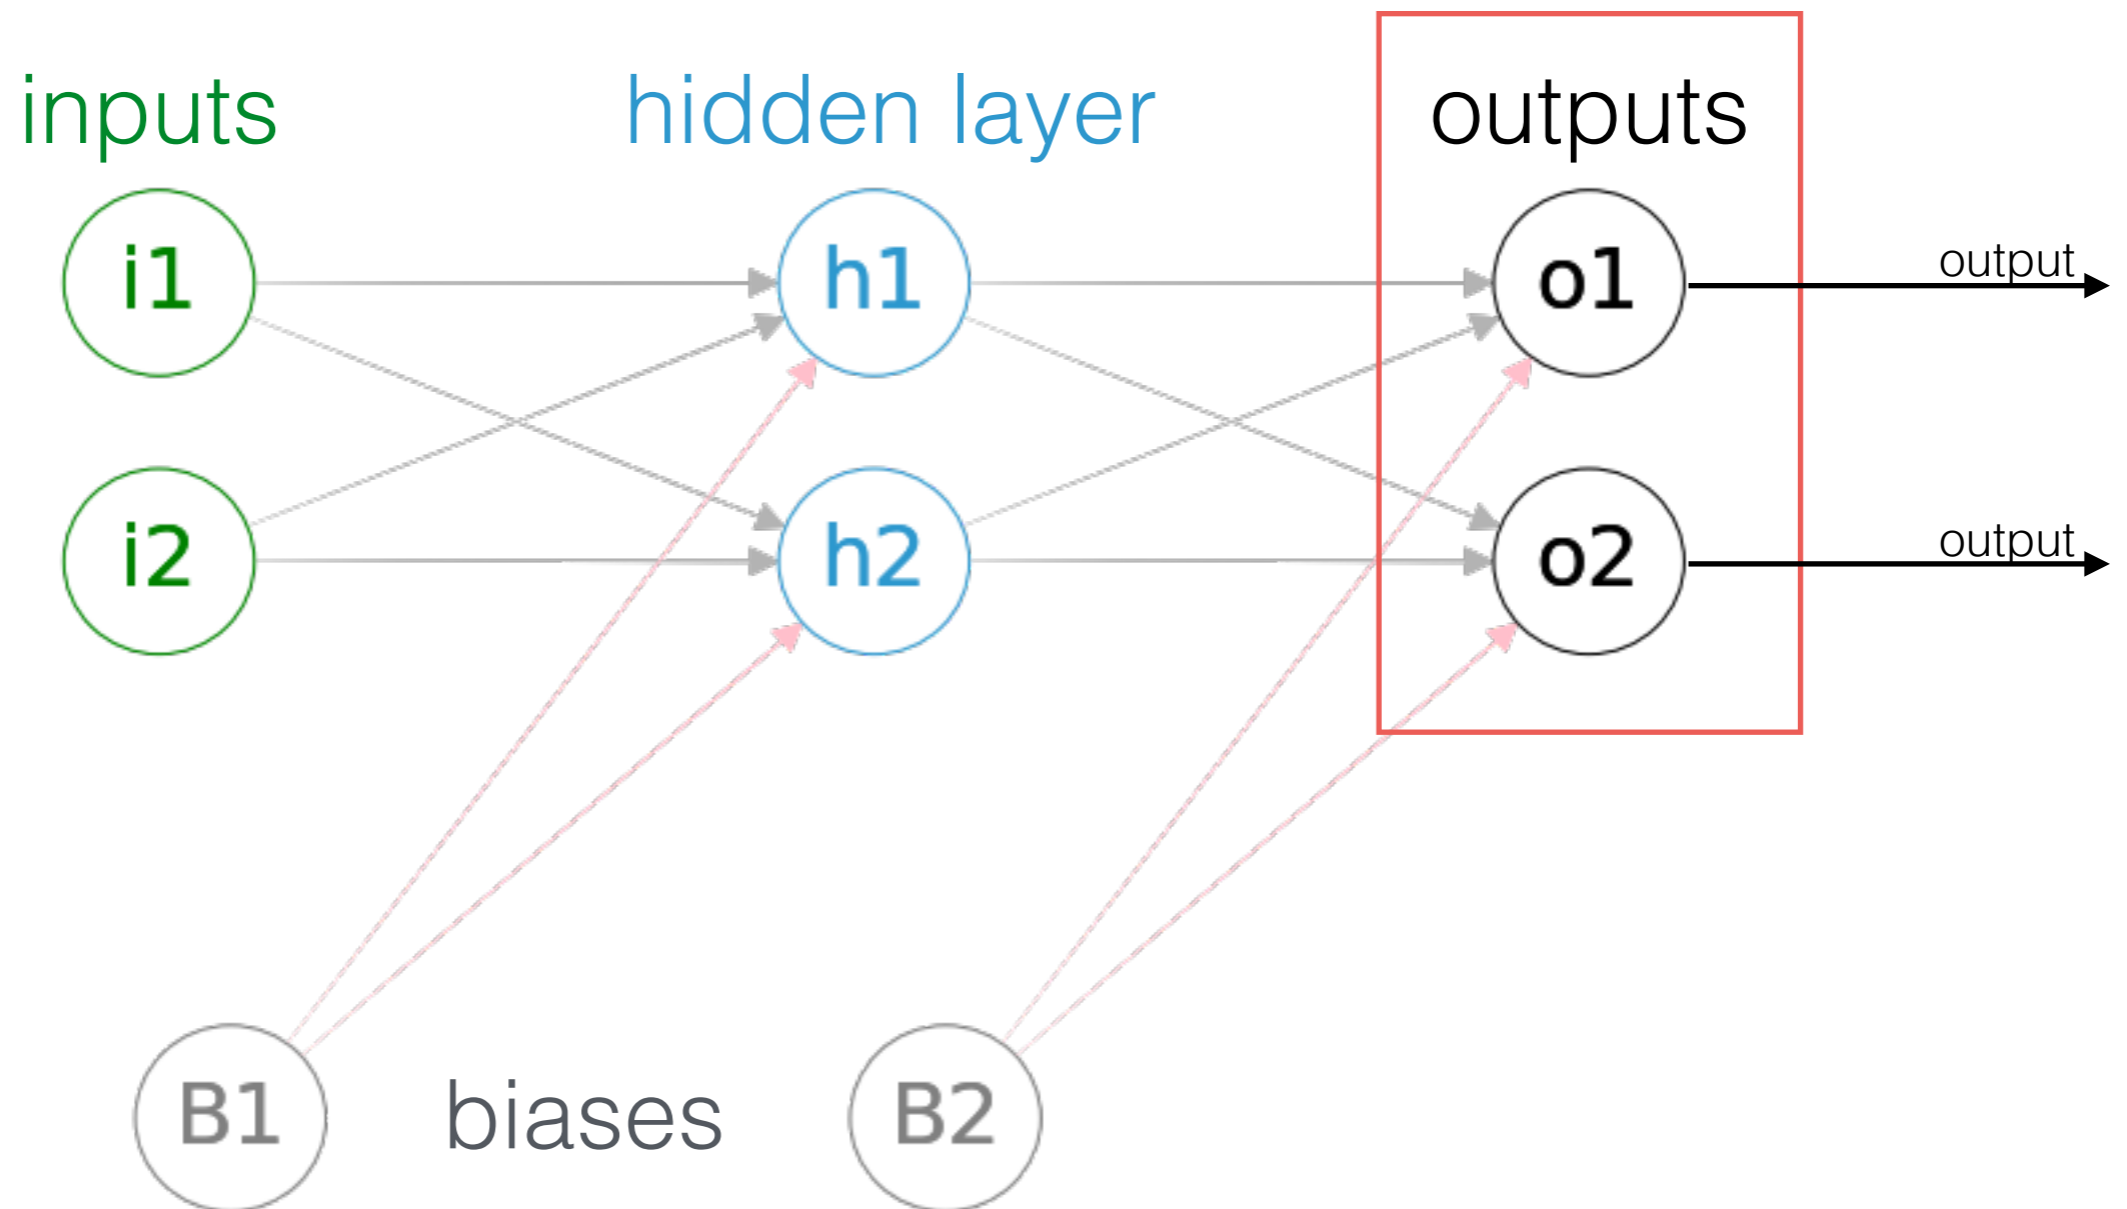 inputs
hidden layer
outputs
i1
h1
o1
output
i2
h2
o2
output
B1
biases
B2